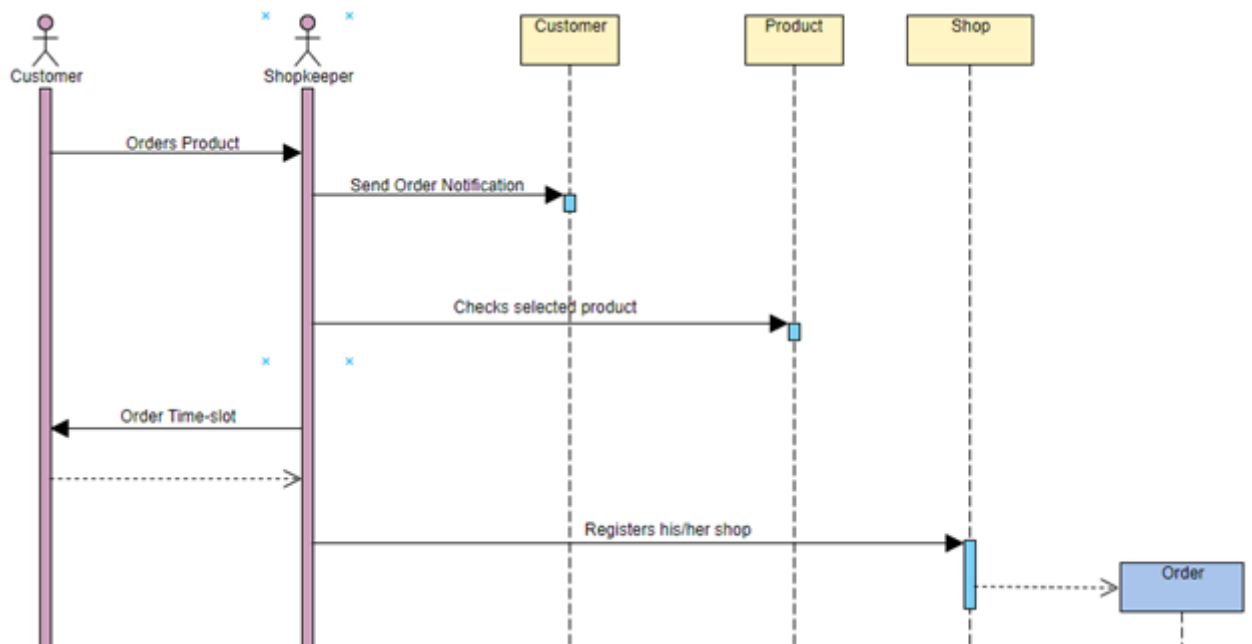 Customer
Shopkeeper
Customer
Product
Shop
Orders Product
Send Order Notification
Checks selected product
Order Time-slot
Registers his/her shop
Order